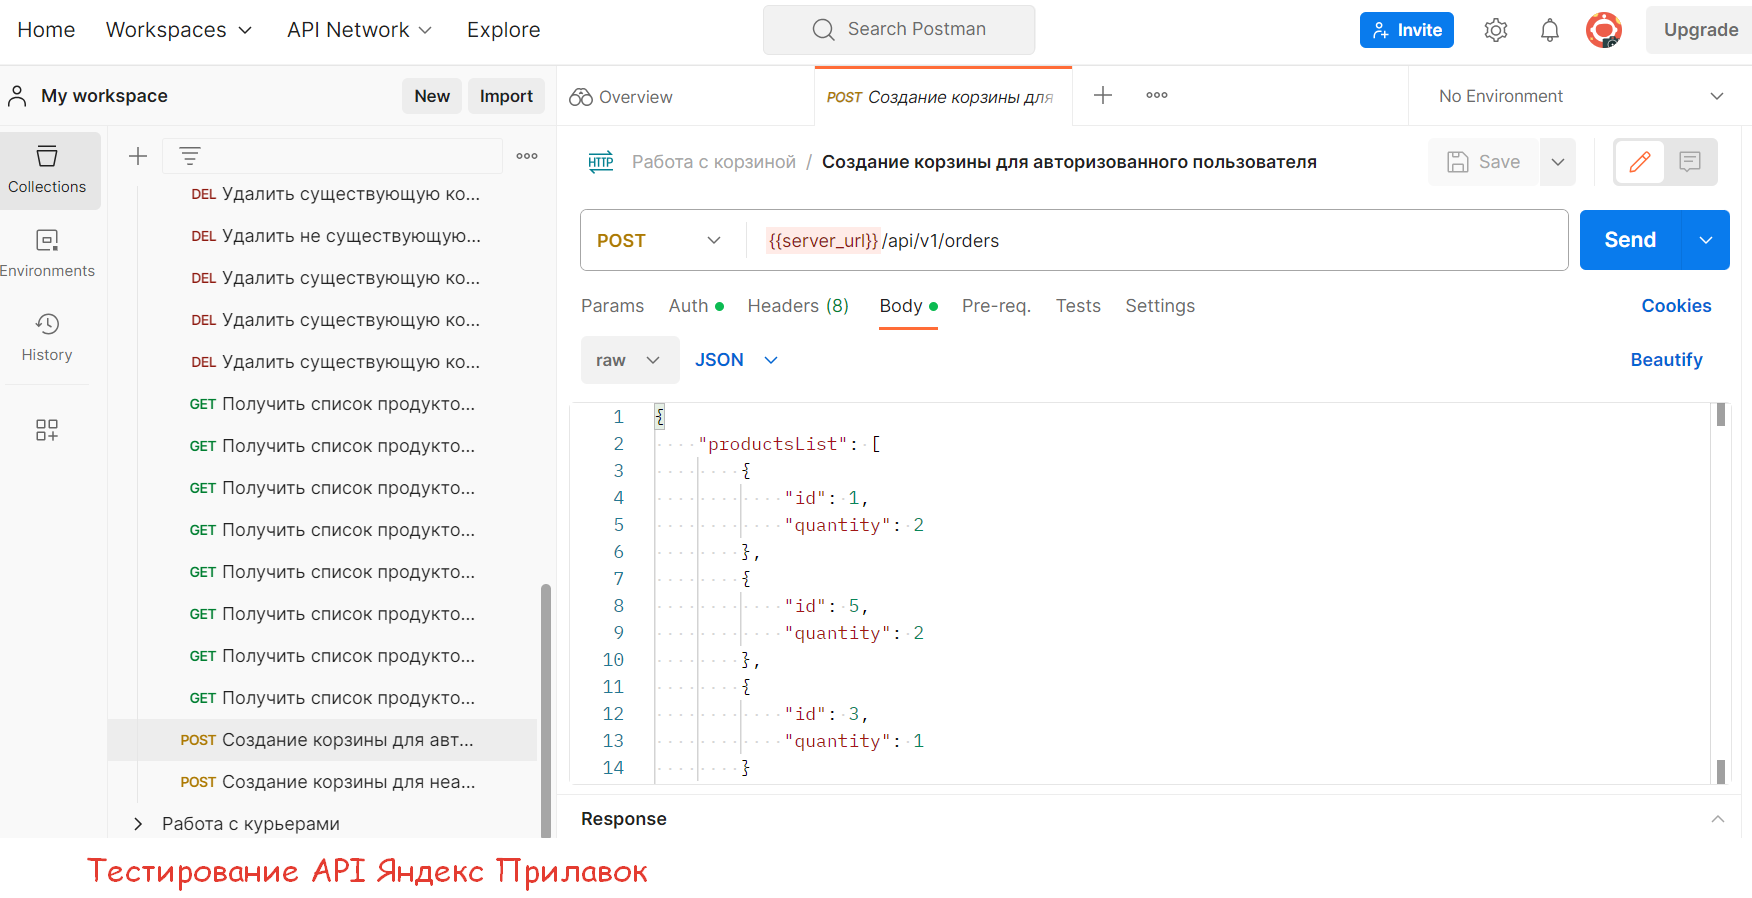 Home Workspaces API Network Explore Search Postman Invite Upgrade
My workspace New Import Overview POST Создание корзины для No Environment
Collections
Environments
History
DEL Удалить существующую ко...
DEL Удалить не существующую...
DEL Удалить существующую ко...
DEL Удалить существующую ко...
DEL Удалить существующую ко...
GET Получить список продукто...
GET Получить список продукто...
GET Получить список продукто...
GET Получить список продукто...
GET Получить список продукто...
GET Получить список продукто...
GET Получить список продукто...
GET Получить список продукто...
POST Создание корзины для авт...
POST Создание корзины для неа...
Работа с курьерами
HTTP Работа с корзиной / Создание корзины для авторизованного пользователя Save
POST {{server_url}}/api/v1/orders Send
Params Auth Headers (8) Body Pre-req. Tests Settings Cookies
raw JSON Beautify
1 {
2 "productsList": [
3 {
4 "id": 1,
5 "quantity": 2
6 },
7 {
8 "id": 5,
9 "quantity": 2
10 },
11 {
12 "id": 3,
13 "quantity": 1
14 }
Response
Тестирование API Яндекс Прилавок